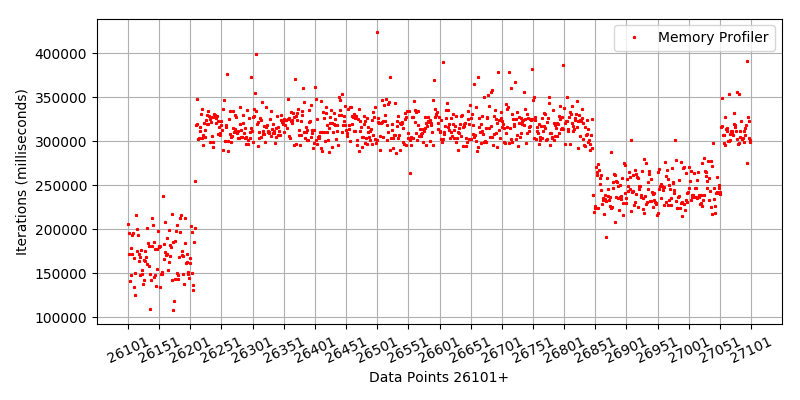 Memory Profiler
Iterations (milliseconds)
400000
350000
300000
250000
200000
150000
100000
26101 26151 26201 26251 26301 26351 26401 26451 26501 26551 26601 26651 26701 26751 26801 26851 26901 26951 27001 27051 27101
Data Points 26101+